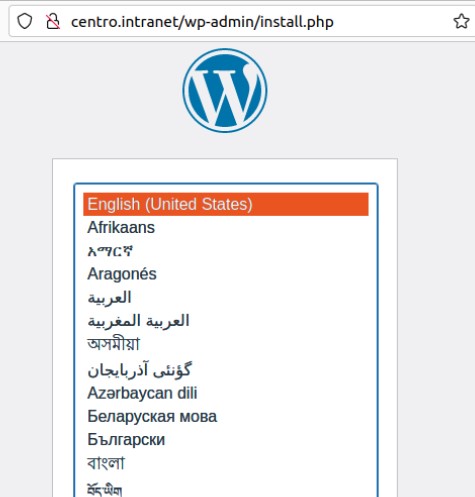 centro.intranet/wp-admin/install.php
English (United States)
Afrikaans
አማርኛ
Aragonés
العربية
العربية المغربية
অসমীয়া
گؤنئی آذربایجان
Azərbaycan dili
Беларуская мова
Български
বাংলা
བོད་ཡིག